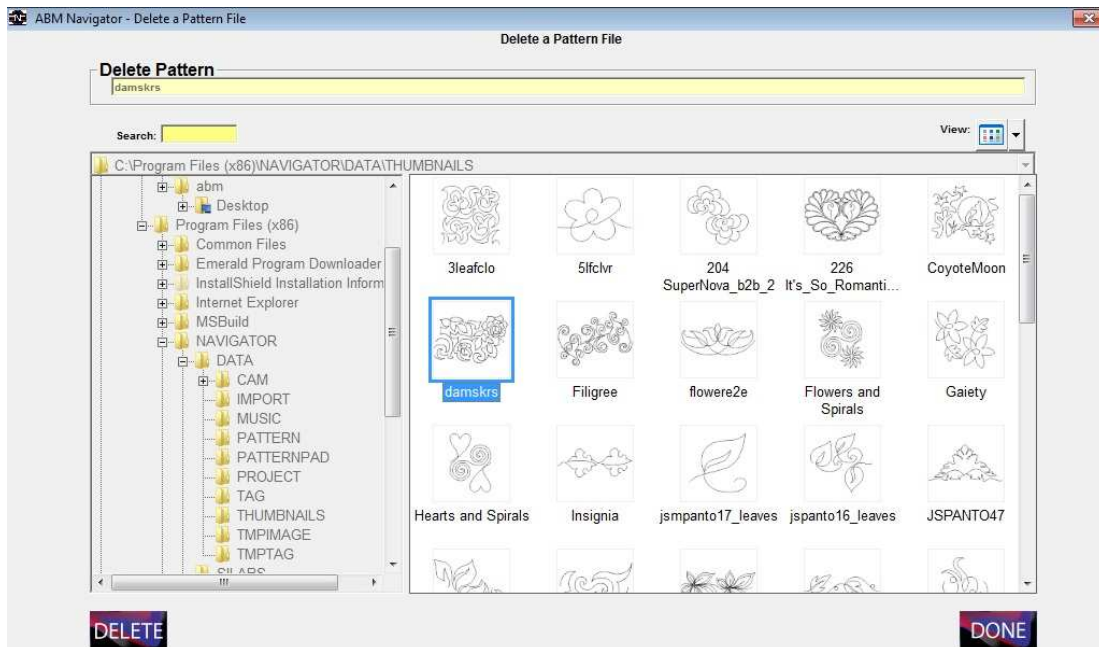 ABM Navigator - Delete a Pattern File
Delete a Pattern File
Delete Pattern
damskrs
Search:
View:
C:\Program Files (x86)\NAVIGATOR\DATA\THUMBNAILS
abm
Desktop
Program Files (x86)
Common Files
Emerald Program Downloader
InstallShield Installation Inform
Internet Explorer
MSBuild
NAVIGATOR
DATA
CAM
IMPORT
MUSIC
PATTERN
PATTERNPAD
PROJECT
TAG
THUMBNAILS
TMPIMAGE
TMPTAG
3leafclo
5lfclvr
204
SuperNova_b2b_2
226
It's_So_Romanti...
CoyoteMoon
damskrs
Filigree
flowere2e
Flowers and
Spirals
Gaiety
Hearts and Spirals
Insignia
jsmpanto17_leaves
jspanto16_leaves
JSPANTO47
DELETE
DONE